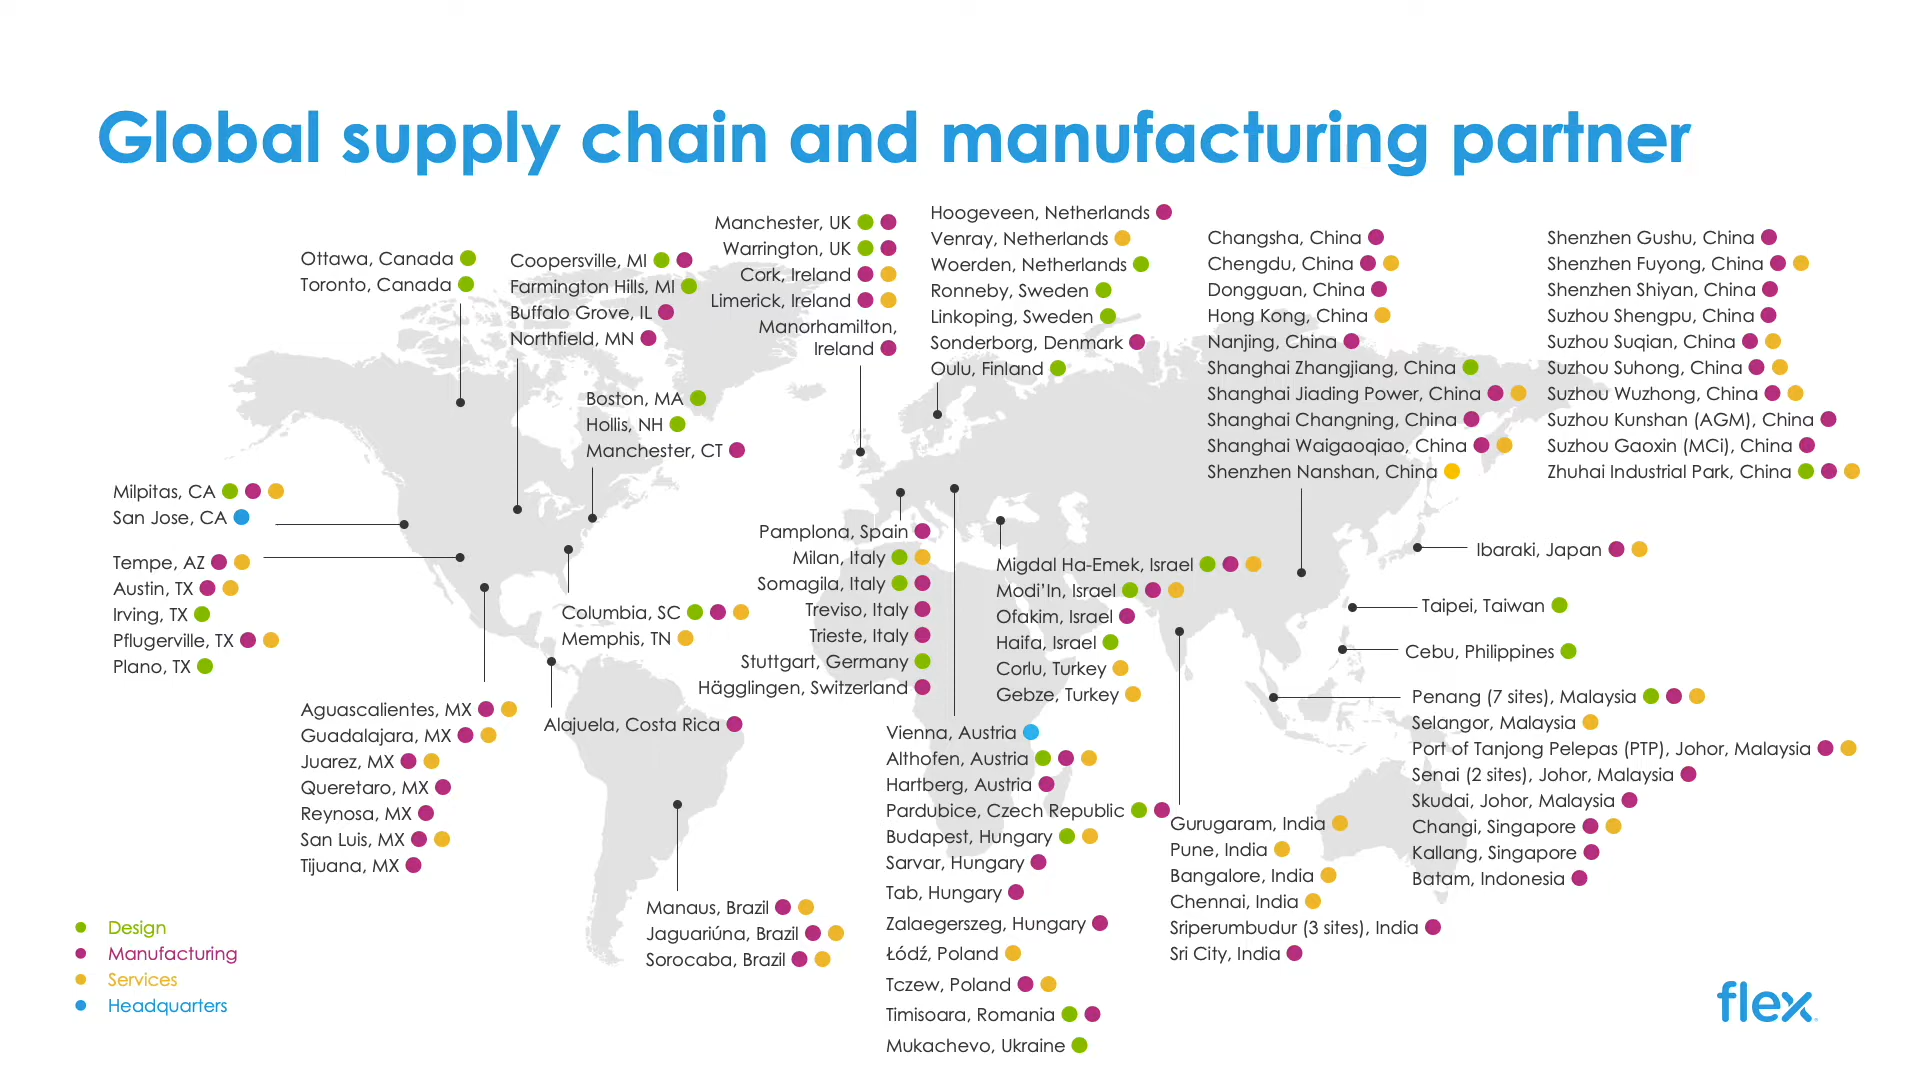 Global supply chain and manufacturing partner
Ottawa, Canada
Toronto, Canada
Coopersville, MI
Farmington Hills, MI
Buffalo Grove, IL
Northfield, MN
Boston, MA
Hollis, NH
Manchester, CT
Manchester, UK
Warrington, UK
Cork, Ireland
Limerick, Ireland
Manorhamilton,
Ireland
Hoogeveen, Netherlands
Venray, Netherlands
Woerden, Netherlands
Ronneby, Sweden
Linkoping, Sweden
Sonderborg, Denmark
Oulu, Finland
Changsha, China
Chengdu, China
Dongguan, China
Hong Kong, China
Nanjing, China
Shanghai Zhangjiang, China
Shanghai Jiading Power, China
Shanghai Changning, China
Shanghai Waigaoqiao, China
Shenzhen Nanshan, China
Shenzhen Gushu, China
Shenzhen Fuyong, China
Shenzhen Shiyan, China
Suzhou Shengpu, China
Suzhou Suqian, China
Suzhou Suhong, China
Suzhou Wuzhong, China
Suzhou Kunshan (AGM), China
Suzhou Gaoxin (MCi), China
Zhuhai Industrial Park, China
Milpitas, CA
San Jose, CA
Tempe, AZ
Austin, TX
Irving, TX
Pflugerville, TX
Plano, TX
Columbia, SC
Memphis, TN
Aguascalientes, MX
Guadalajara, MX
Juarez, MX
Queretaro, MX
Reynosa, MX
San Luis, MX
Tijuana, MX
Alajuela, Costa Rica
Manaus, Brazil
Jaguariúna, Brazil
Sorocaba, Brazil
Pamplona, Spain
Milan, Italy
Somagila, Italy
Treviso, Italy
Trieste, Italy
Stuttgart, Germany
Hägglingen, Switzerland
Migdal Ha-Emek, Israel
Modi’In, Israel
Ofakim, Israel
Haifa, Israel
Corlu, Turkey
Gebze, Turkey
Vienna, Austria
Althofen, Austria
Hartberg, Austria
Pardubice, Czech Republic
Budapest, Hungary
Sarvar, Hungary
Tab, Hungary
Zalaegerszeg, Hungary
Łódź, Poland
Tczew, Poland
Timisoara, Romania
Mukachevo, Ukraine
Gurugaram, India
Pune, India
Bangalore, India
Chennai, India
Sriperumbudur (3 sites), India
Sri City, India
Ibaraki, Japan
Taipei, Taiwan
Cebu, Philippines
Penang (7 sites), Malaysia
Selangor, Malaysia
Port of Tanjong Pelepas (PTP), Johor, Malaysia
Senai (2 sites), Johor, Malaysia
Skudai, Johor, Malaysia
Changi, Singapore
Kallang, Singapore
Batam, Indonesia
Design
Manufacturing
Services
Headquarters
flex